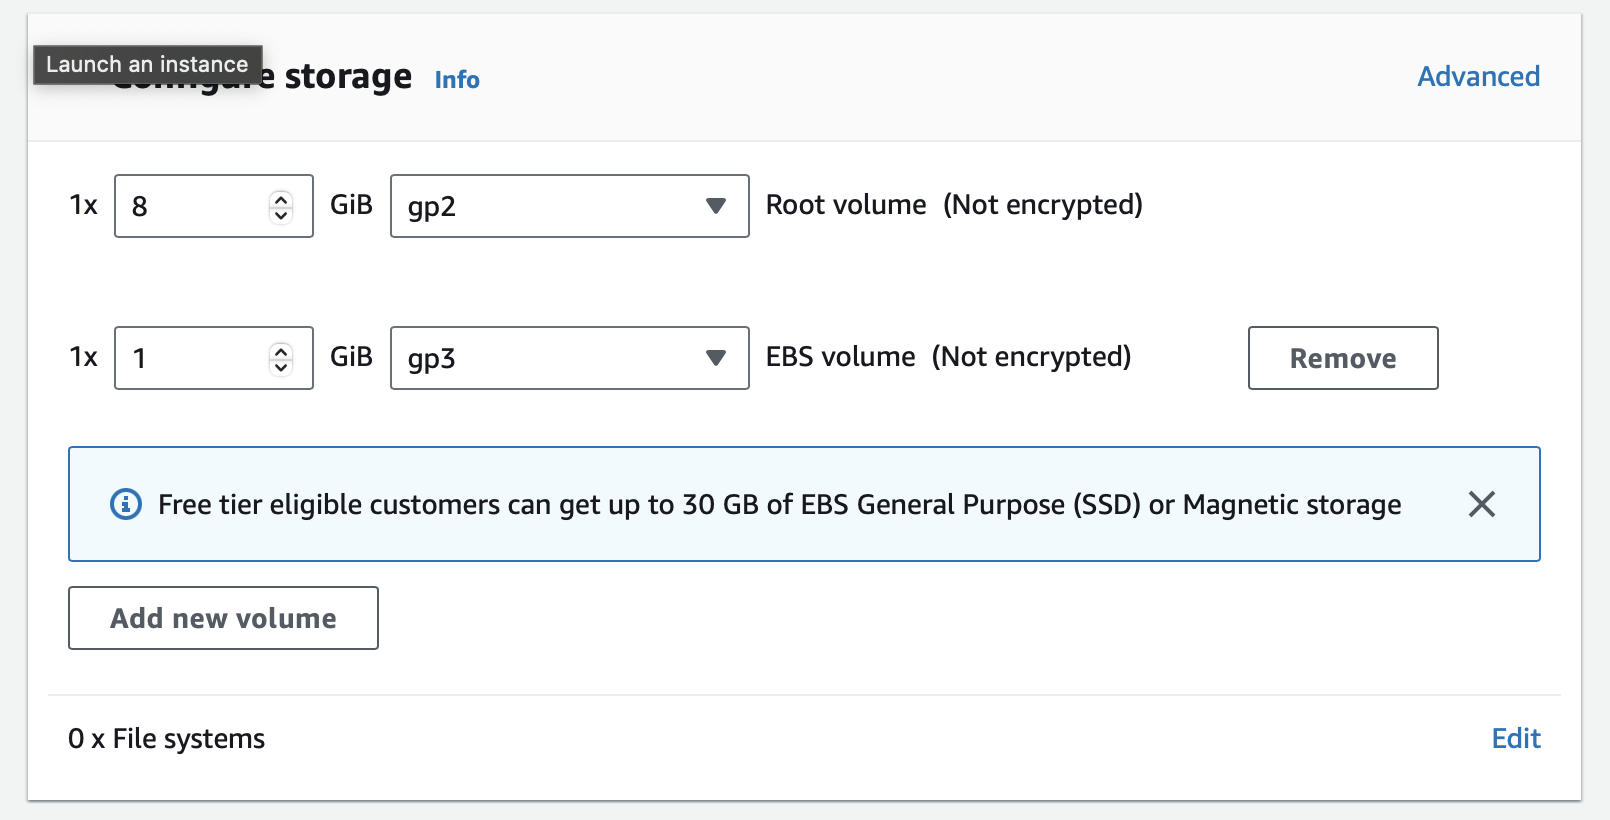 Launch an instance
storage Info
Advanced
1x 8 GiB gp2 Root volume (Not encrypted)
1x 1 GiB gp3 EBS volume (Not encrypted) Remove
Free tier eligible customers can get up to 30 GB of EBS General Purpose (SSD) or Magnetic storage
Add new volume
0 x File systems
Edit